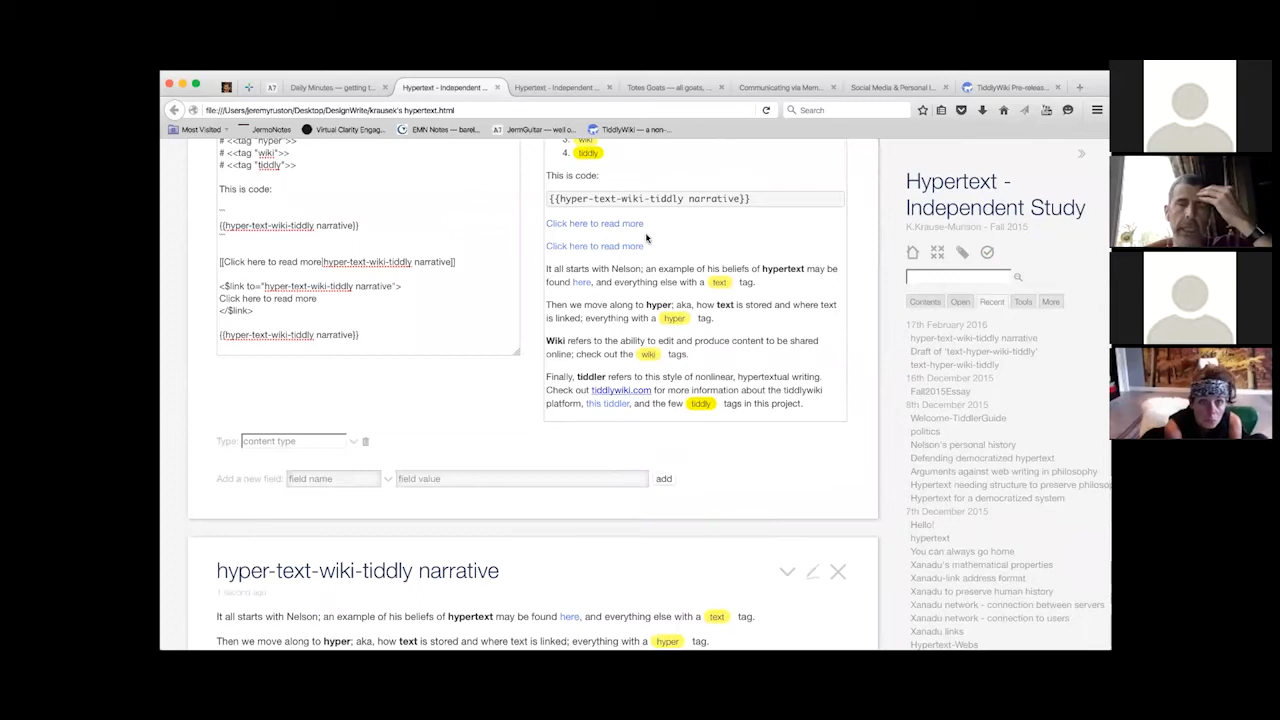 Daily Minutes — getting t...
Hypertext - Independent ...
Hypertext - Independent ...
Totes Goats — all goats, ...
Communicating via Mem...
Social Media & Personal I...
TiddlyWiki Pre-releas...
file:///Users/jeremyruston/Desktop/DesignWrite/krausek's hypertext.html
Search
Most Visited
JermoNotes
Virtual Clarity Engag...
EMN Notes — barel...
JermGuitar — well o...
TiddlyWiki — a non-...
# <<tag "hyper">>
# <<tag "wiki">>
# <<tag "tiddly">>
This is code:
```
{{hyper-text-wiki-tiddly narrative}}
```
[[Click here to read more|hyper-text-wiki-tiddly narrative]]
<$link to="hyper-text-wiki-tiddly narrative">
Click here to read more
</$link>
{{hyper-text-wiki-tiddly narrative}}
3. wiki
4. tiddly
This is code:
{{hyper-text-wiki-tiddly narrative}}
Click here to read more
Click here to read more
It all starts with Nelson; an example of his beliefs of hypertext may be
found here, and everything else with a text tag.
Then we move along to hyper; aka, how text is stored and where text
is linked; everything with a hyper tag.
Wiki refers to the ability to edit and produce content to be shared
online; check out the wiki tags.
Finally, tiddler refers to this style of nonlinear, hypertextual writing.
Check out tiddlywiki.com for more information about the tiddlywiki
platform, this tiddler, and the few tiddly tags in this project.
Type: content type
Add a new field: field name field value add
hyper-text-wiki-tiddly narrative
1 second ago
It all starts with Nelson; an example of his beliefs of hypertext may be found here, and everything else with a text tag.
Then we move along to hyper; aka, how text is stored and where text is linked; everything with a hyper tag.
Hypertext -
Independent Study
K.Krause-Munson - Fall 2015
Contents Open Recent Tools More
17th February 2016
hyper-text-wiki-tiddly narrative
Draft of 'text-hyper-wiki-tiddly'
text-hyper-wiki-tiddly
16th December 2015
Fall2015Essay
8th December 2015
Welcome-TiddlerGuide
politics
Nelson's personal history
Defending democratized hypertext
Arguments against web writing in philosophy
Hypertext needing structure to preserve philosop
Hypertext for a democratized system
7th December 2015
Hello!
hypertext
You can always go home
Xanadu's mathematical properties
Xanadu-link address format
Xanadu to preserve human history
Xanadu network - connection between servers
Xanadu network - connection to users
Xanadu links
Hypertext-Webs